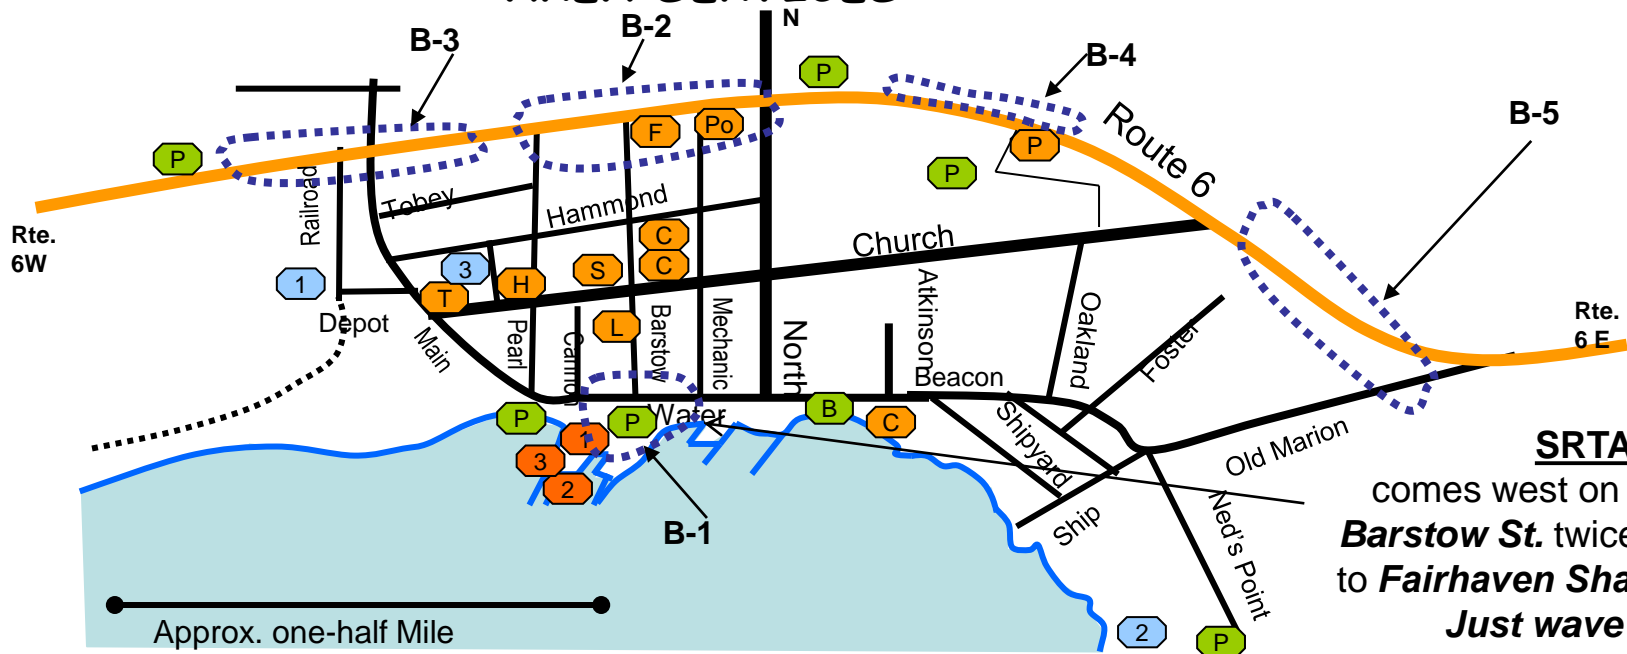 N
B-2
B-3
B-4
B-5
P
P
P
P
F
Po
Route 6
Railroad
Tobey
Hammond
Church
Rte.
6W
1
3
T
H
S
C
C
L
Depot
Main
Pearl
Cannon
Barstow
Mechanic
North
Atkinson
Oakland
Foster
Rte.
6 E
Beacon
Water
P
P
B
C
1
3
2
B-1
Shipyard
Ship
Old Marion
Ned's Point
2
P
Approx. one-half Mile
SRTA
comes west on
Barstow St. twice
to Fairhaven Sha
Just wave